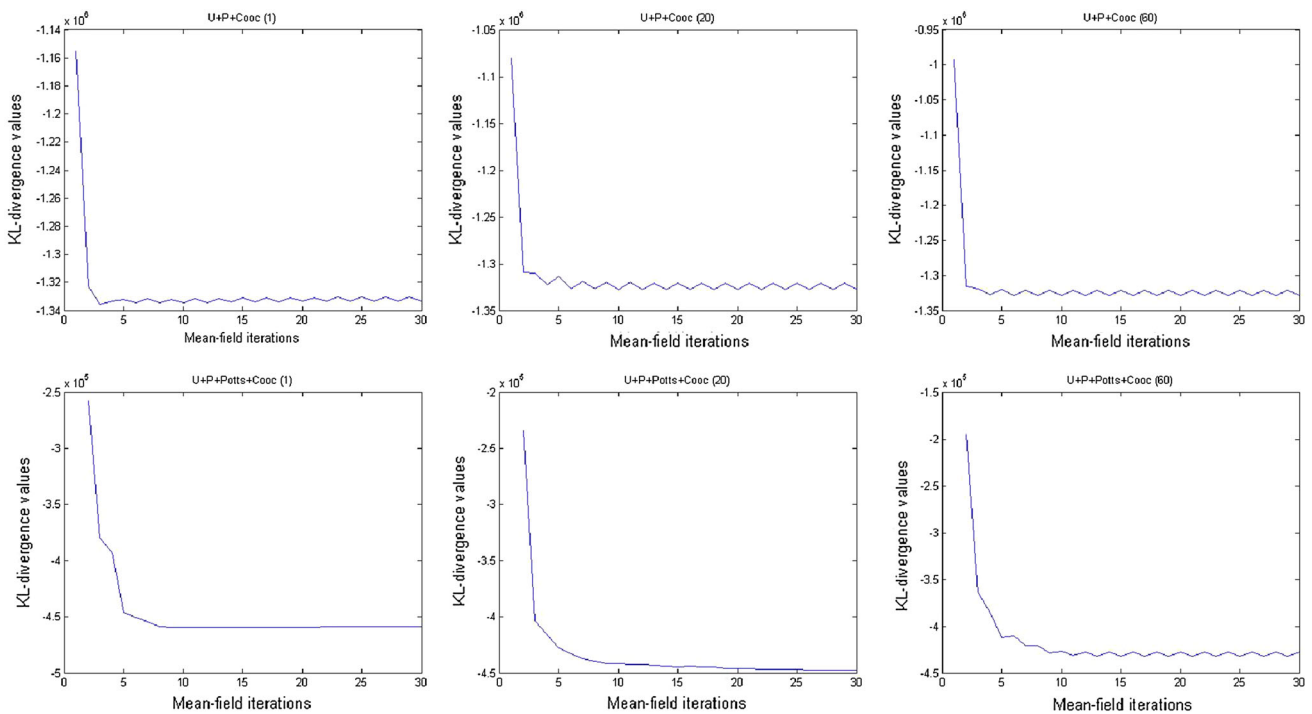 U+P+Cooc (1)
x 10^6
-1.14
-1.16
-1.18
-1.2
-1.22
-1.24
-1.26
-1.28
-1.3
-1.32
-1.34
KL-divergence values
0 5 10 15 20 25 30
Mean-field iterations
U+P+Cooc (20)
x 10^6
-1.05
-1.1
-1.15
-1.2
-1.25
-1.3
-1.35
KL-divergence values
0 5 10 15 20 25 30
Mean-field iterations
U+P+Cooc (60)
x 10^6
-0.95
-1
-1.05
-1.1
-1.15
-1.2
-1.25
-1.3
-1.35
KL-divergence values
0 5 10 15 20 25 30
Mean-field iterations
U+P+Potts+Cooc (1)
x 10^5
-2.5
-3
-3.5
-4
-4.5
-5
KL-divergence values
0 5 10 15 20 25 30
Mean-field iterations
U+P+Potts+Cooc (20)
x 10^6
-2
-2.5
-3
-3.5
-4
-4.5
KL-divergence values
0 5 10 15 20 25 30
Mean-field iterations
U+P+Potts+Cooc (60)
x 10^5
-1.5
-2
-2.5
-3
-3.5
-4
-4.5
KL-divergence values
0 5 10 15 20 25 30
Mean-field iterations